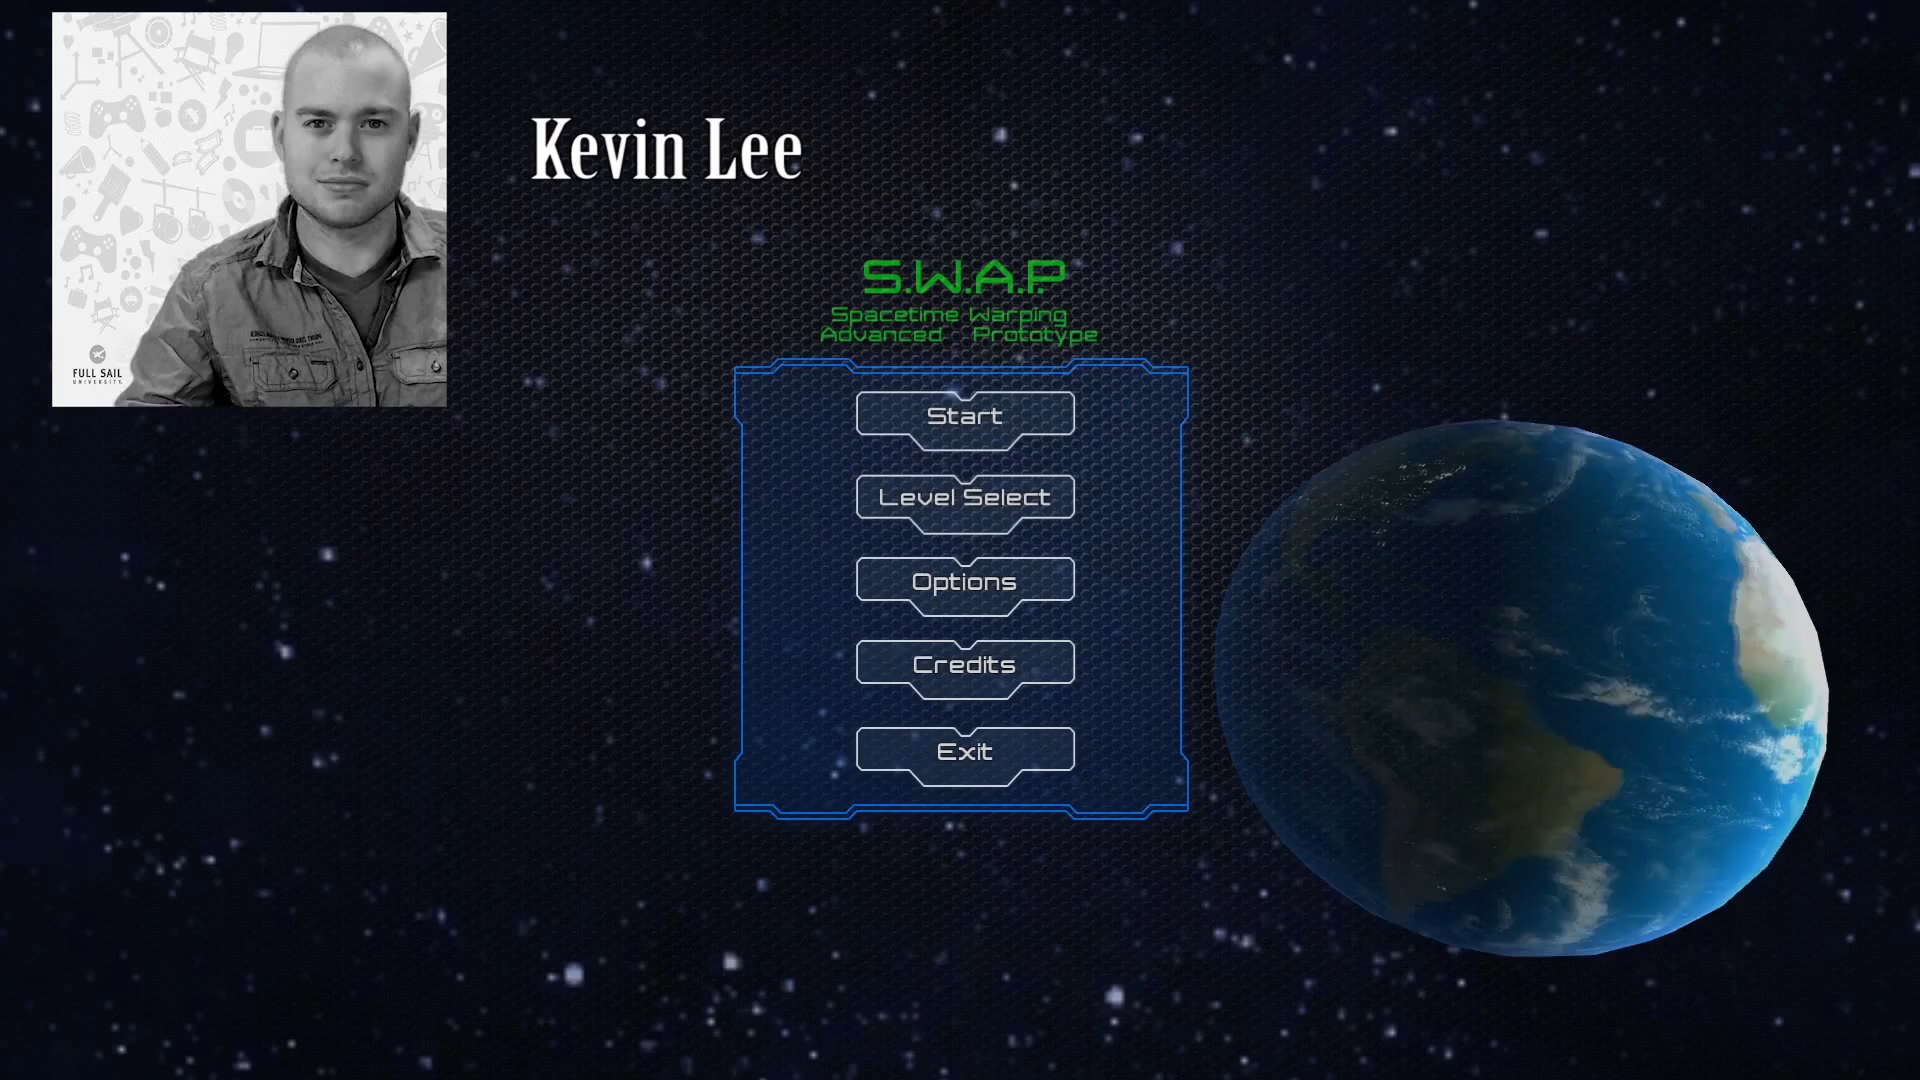 Kevin Lee
FULL SAIL
UNIVERSITY.
S.W.A.P
Spacetime Warping
Advanced Prototype
Start
Level Select
Options
Credits
Exit